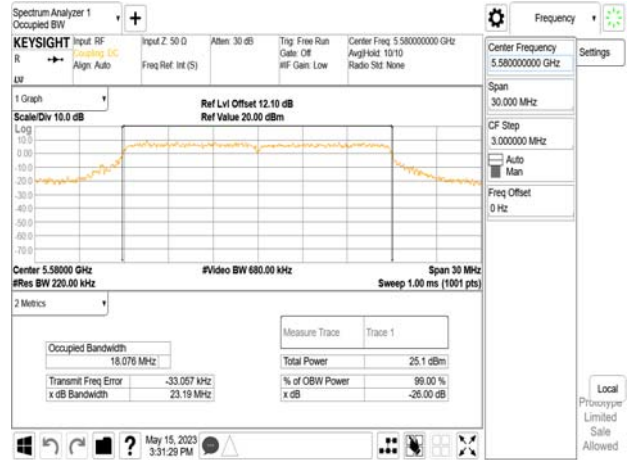 Spectrum Analyzer 1
Occupied BW
Frequency
KEYSIGHT
Input: RF
Coupling: DC
Align: Auto
Input Z: 50 Ω
Freq Ref: Int (S)
Atten: 30 dB
Trig: Free Run
Gate: Off
#IF Gain: Low
Center Freq: 5.580000000 GHz
Avg|Hold: 10/10
Radio Std: None
R
Center Frequency
5.580000000 GHz
Settings
Span
30.000 MHz
CF Step
3.000000 MHz
Auto
Man
Freq Offset
0 Hz
1 Graph
Scale/Div 10.0 dB
Ref Lvl Offset 12.10 dB
Ref Value 20.00 dBm
Log
10.0
0.00
-10.0
-20.0
-30.0
-40.0
-50.0
-60.0
-70.0
Center 5.58000 GHz
#Video BW 680.00 kHz
Span 30 MHz
#Res BW 220.00 kHz
Sweep 1.00 ms (1001 pts)
2 Metrics
Measure Trace
Trace 1
Occupied Bandwidth
18.076 MHz
Total Power
25.1 dBm
Transmit Freq Error
-33.057 kHz
% of OBW Power
99.00 %
x dB Bandwidth
23.19 MHz
x dB
-26.00 dB
May 15, 2023
3:31:29 PM
Local
Prototype
Limited
Sale
Allowed